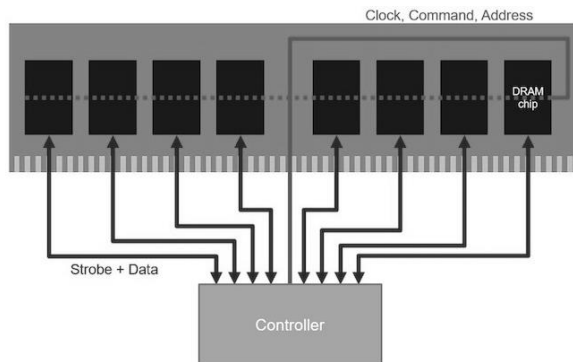 Clock, Command, Address
DRAM
chip
Strobe + Data
Controller